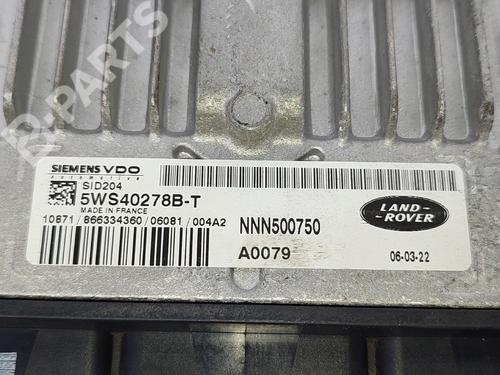 R-PARTS
SIEMENS VDO
Automotive
SID204
5WS40278B-T
MADE IN FRANCE
10871/866334360/06081/004A2
NNN500750
A0079
LAND-
ROVER
06-03-22